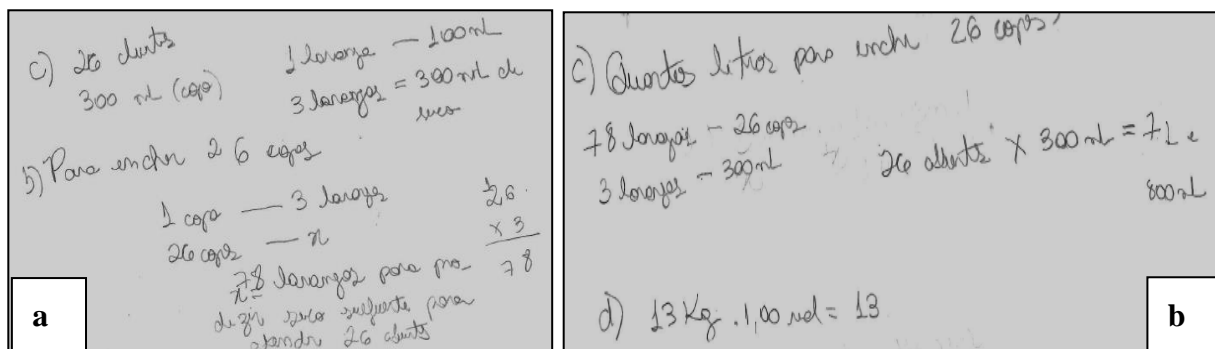 c) 26 clientes
300 ml (copo)
1 laranja — 100 ml
3 laranjas = 300 ml de
suco
b) Para encher 26 copos
1 copo — 3 laranjas
26 copos — x
x = 78 laranjas para pro-
duzir suco suficiente para
atender 26 clientes
26
x 3
78
a
c) Quantos litros para encher 26 copos?
78 laranjas – 26 copos
3 laranjas – 300 ml
26 X 300 ml = 7 L e
800 ml
d) 13 Kg . 1,00 real = 13
b